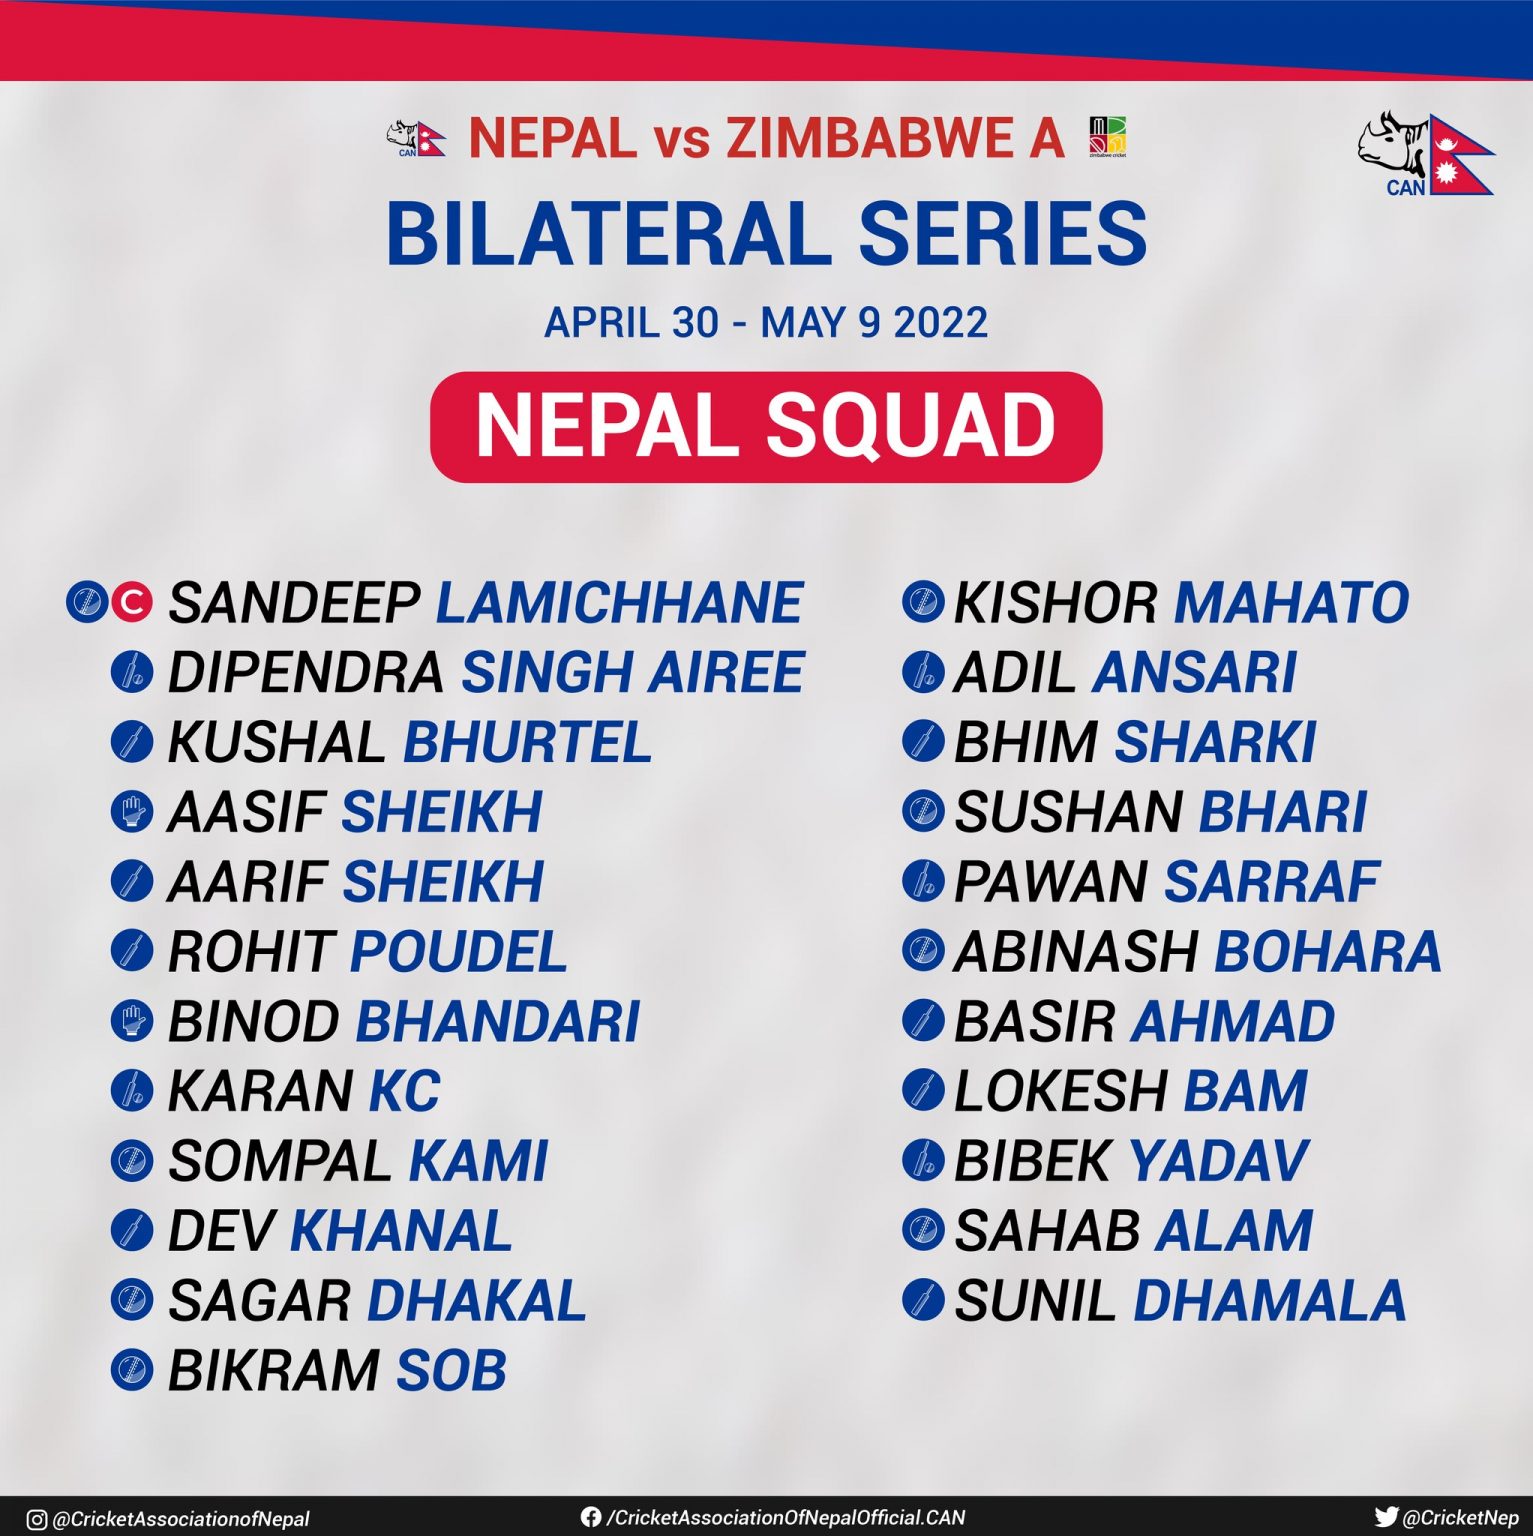 NEPAL vs ZIMBABWE A
CAN
zimbabwe cricket
CAN
BILATERAL SERIES
APRIL 30 - MAY 9 2022
NEPAL SQUAD
C SANDEEP LAMICHHANE
DIPENDRA SINGH AIREE
KUSHAL BHURTEL
AASIF SHEIKH
AARIF SHEIKH
ROHIT POUDEL
BINOD BHANDARI
KARAN KC
SOMPAL KAMI
DEV KHANAL
SAGAR DHAKAL
BIKRAM SOB
KISHOR MAHATO
ADIL ANSARI
BHIM SHARKI
SUSHAN BHARI
PAWAN SARRAF
ABINASH BOHARA
BASIR AHMAD
LOKESH BAM
BIBEK YADAV
SAHAB ALAM
SUNIL DHAMALA
@CricketAssociationofNepal
/CricketAssociationOfNepalOfficial.CAN
@CricketNep